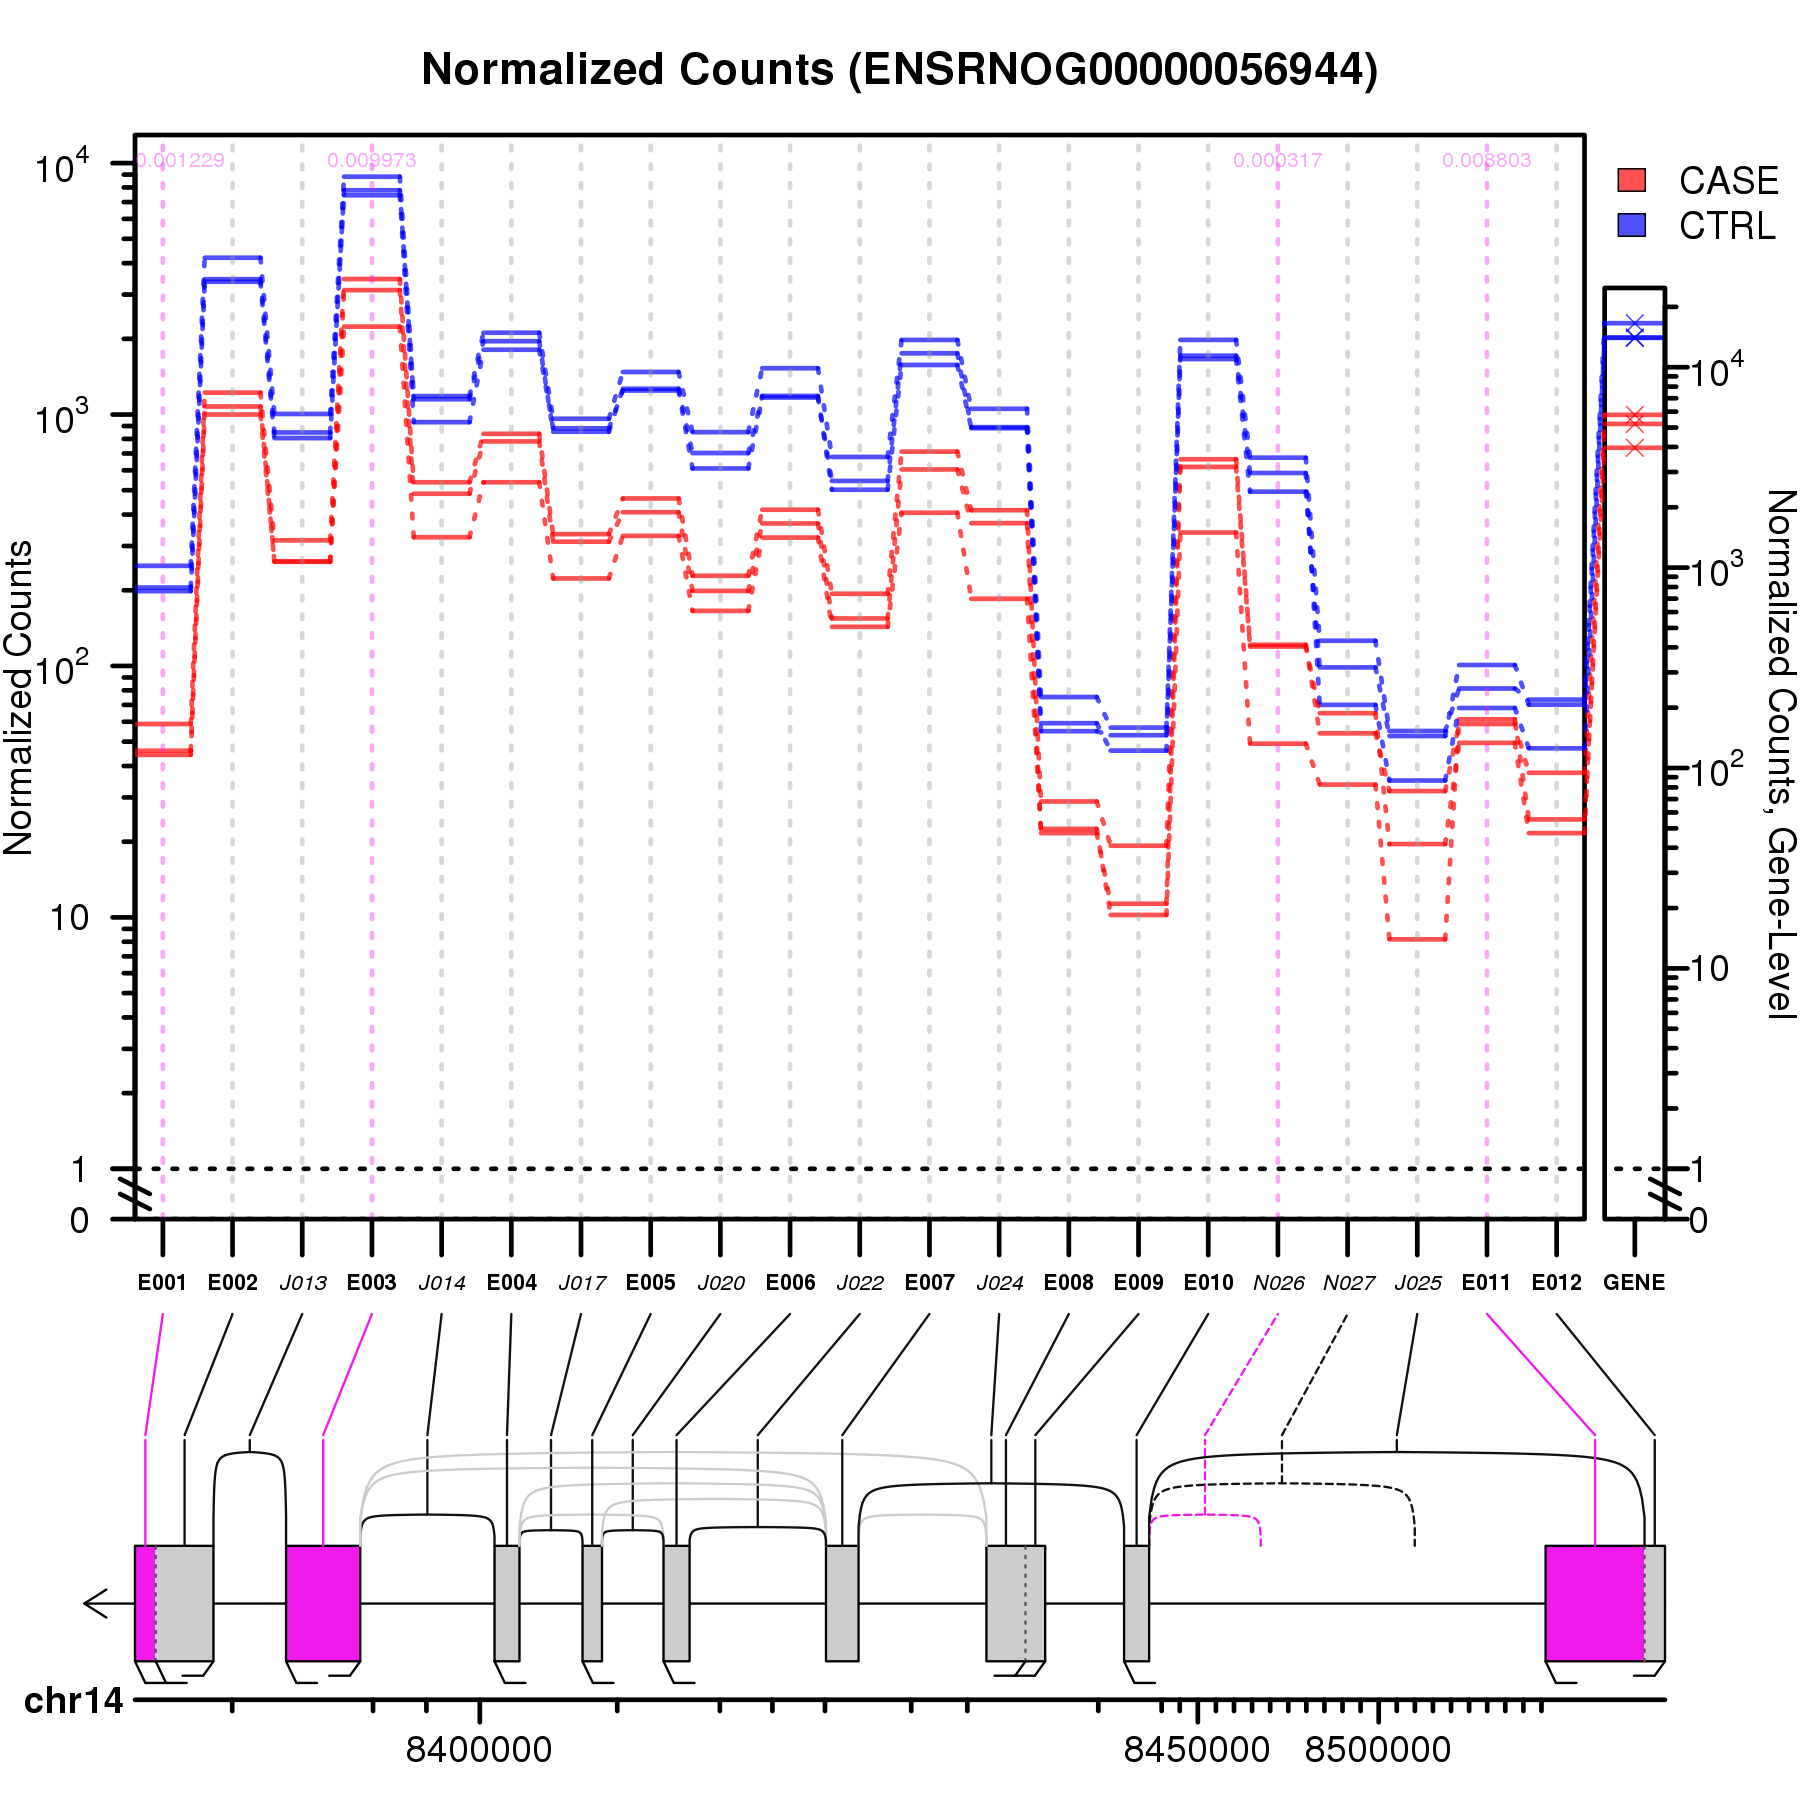 Normalized Counts (ENSRNOG00000056944)
0.001229 0.009973 0.000317 0.008803
CASE
CTRL
Normalized Counts
10⁴
10³
10²
10
1
0
10⁴
10³
10²
10
1
0
Normalized Counts, Gene-Level
E001 E002 J013 E003 J014 E004 J017 E005 J020 E006 J022 E007 J024 E008 E009 E010 N026 N027 J025 E011 E012 GENE
chr14
8400000 8450000 8500000